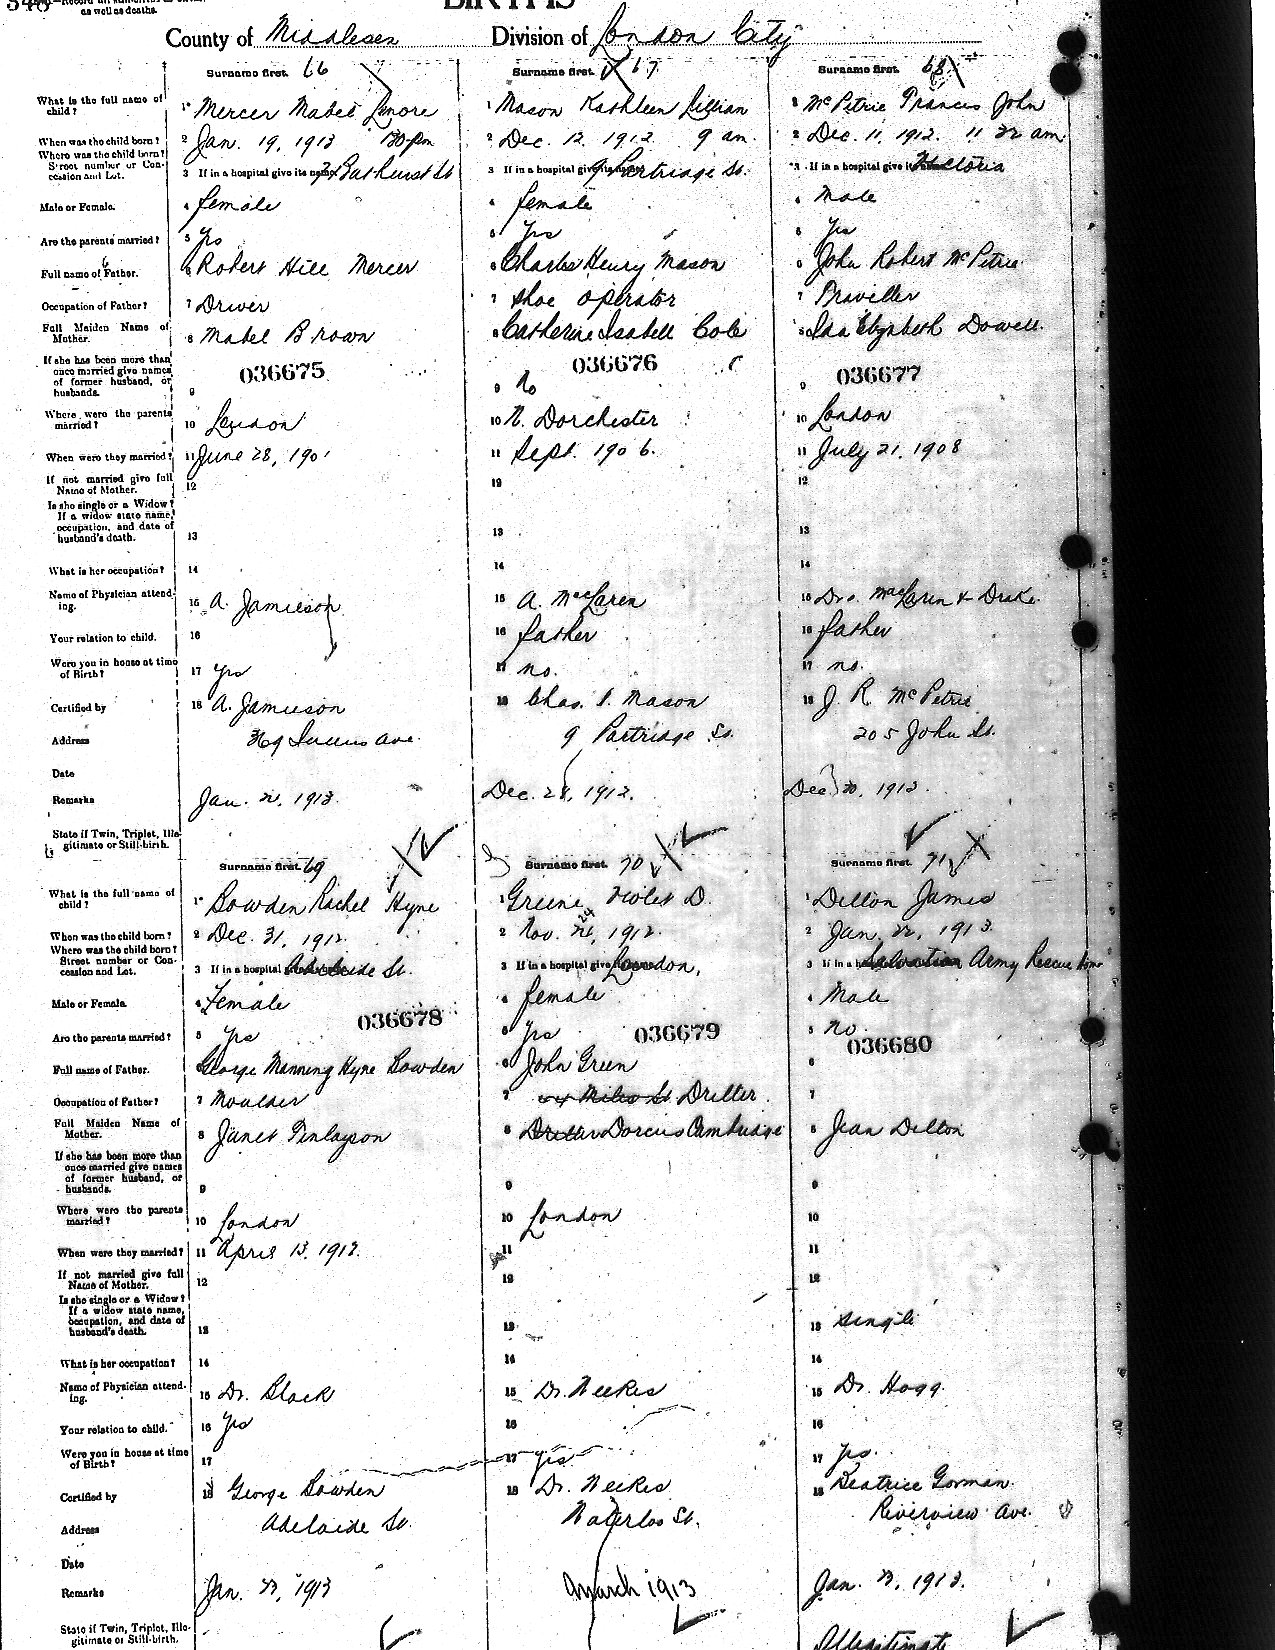 348
as well as deaths.
BIRTHS
County of Middlesex Division of London City
Surname first. 66 Surname first. 67 Surname first. 68
What is the full name of child? 1 Mercer Mabel Lenore 1 Mason Kathleen Lillian 1 McPetrie Francis John
When was the child born? 2 Jan. 19, 1913 130 pm 2 Dec. 12, 1912 9 am 2 Dec. 11, 1912. 11 32 am
Where was the child born? Street number or Concession and Lot. 3 If in a hospital give its name Bathurst St 3 If in a hospital give its name 9 Partridge St. 3 If in a hospital give its name Victoria
Male or Female. 4 female 4 female 4 Male
Are the parents married? 5 Yes 5 Yes 5 Yes
Full name of Father. 6 Robert Hill Mercer 6 Charles Henry Mason 6 John Robert McPetrie
Occupation of Father? 7 Driver 7 Shoe operator 7 Traveller
Full Maiden Name of Mother. 8 Mabel Brown 8 Catherine Isabell Cole 8 Ida Elizabeth Dowell
If she has been more than once married give names of former husband, or husbands. 9 036675 9 No 036676 9 036677
Where were the parents married? 10 London 10 N. Dorchester 10 London
When were they married? 11 June 28, 1901 11 Sept. 1906. 11 July 21, 1908
If not married give full Name of Mother. 12 12 12
Is she single or a Widow? If a widow state name, occupation, and date of husband's death. 13 13 13
What is her occupation? 14 14 14
Name of Physician attending. 15 A. Jamieson 15 A. MacLaren 15 Drs. MacLaren & Drake
Your relation to child. 16 16 father 16 father
Were you in house at time of Birth? 17 yes 17 no. 17 no.
Certified by 18 A. Jamieson 18 Chas. Mason 18 J. R. McPetrie
Address Ave. 9 Partridge St. 205 John St.
Date
Remarks Jan. 1913. Dec. 28, 1912. Dec 30, 1912.
State if Twin, Triplet, Illegitimate or Still-birth.
Surname first. 69 Surname first. 70 Surname first. 71
What is the full name of child? 1 Bowden Rachel Hyne 1 Greene Violet D. 1 Delton James
When was the child born? 2 Dec. 31, 1912. 2 Nov. 24, 1912. 2 Jan. 22, 1913.
Where was the child born? Street number or Concession and Lot. 3 If in a hospital Adelaide St. 3 If in a hospital give London, 3 If in a Salvation Army Rescue Home
Male or Female. 4 Female 4 female 4 Male
Are the parents married? 5 Yes 036678 5 Yes 036679 5 no. 036680
Full name of Father. 6 George Manning Hyne Bowden 6 John Green 6
Occupation of Father? 7 Moulder 7 Driller 7
Full Maiden Name of Mother. 8 Janet Finlayson 8 Driller Dorcus Cambridge 8 Jean Delton
If she has been more than once married give names of former husband, or husbands. 9 9 9
Where were the parents married? 10 London 10 London 10
When were they married? 11 April 13, 1912. 11 11
If not married give full Name of Mother. 12 12 12
Is she single or a Widow? If a widow state name, occupation, and date of husband's death. 13 13 13 single
What is her occupation? 14 14 14
Name of Physician attending. 15 Dr. Black 15 Dr. Weekes 15 Dr. Hogg.
Your relation to child. 16 Yes 16 16
Were you in house at time of Birth? 17 17 yes 17 Yes.
Certified by 18 George Bowden 18 Dr. Weekes 18 Beatrice Gorman
Address Adelaide St. Waterloo St. Riverview Ave.
Date
Remarks Jan. 1913 March 1913 Jan. 1913.
State if Twin, Triplet, Illegitimate or Still-birth. Illegitimate